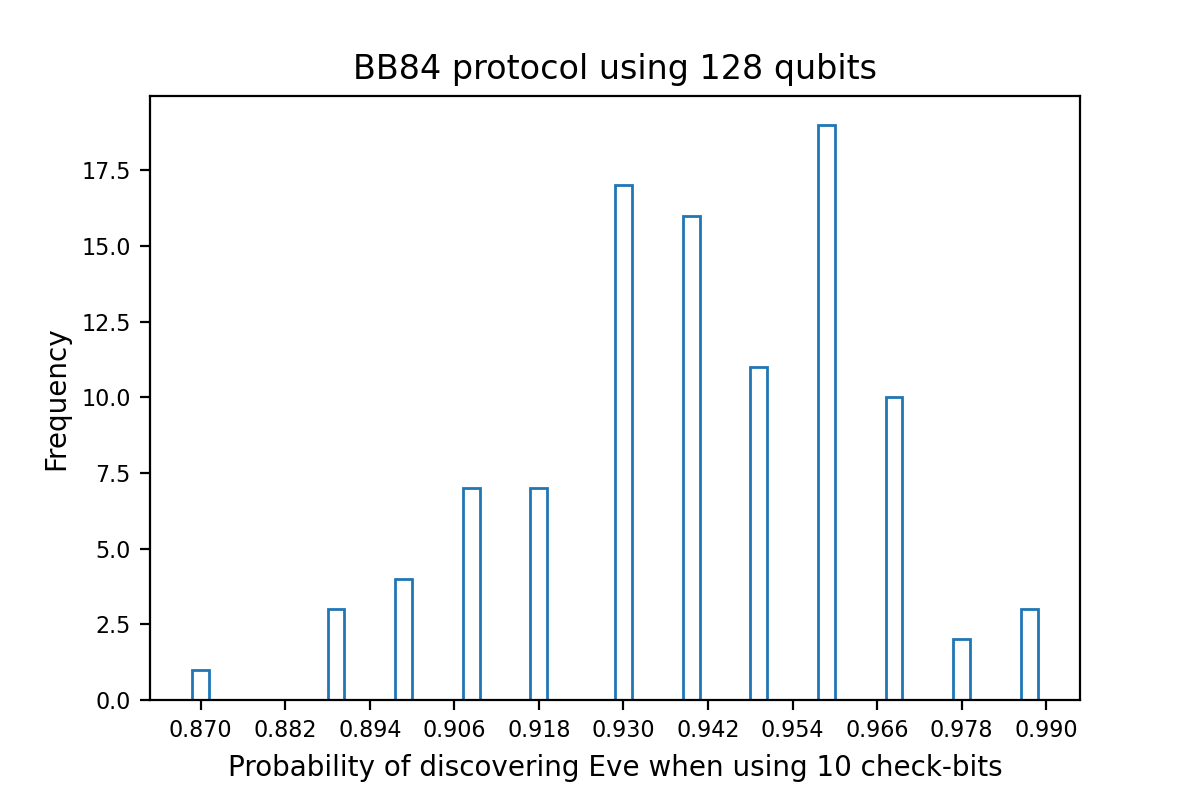 BB84 protocol using 128 qubits
Frequency
17.5
15.0
12.5
10.0
7.5
5.0
2.5
0.0
0.870 0.882 0.894 0.906 0.918 0.930 0.942 0.954 0.966 0.978 0.990
Probability of discovering Eve when using 10 check-bits